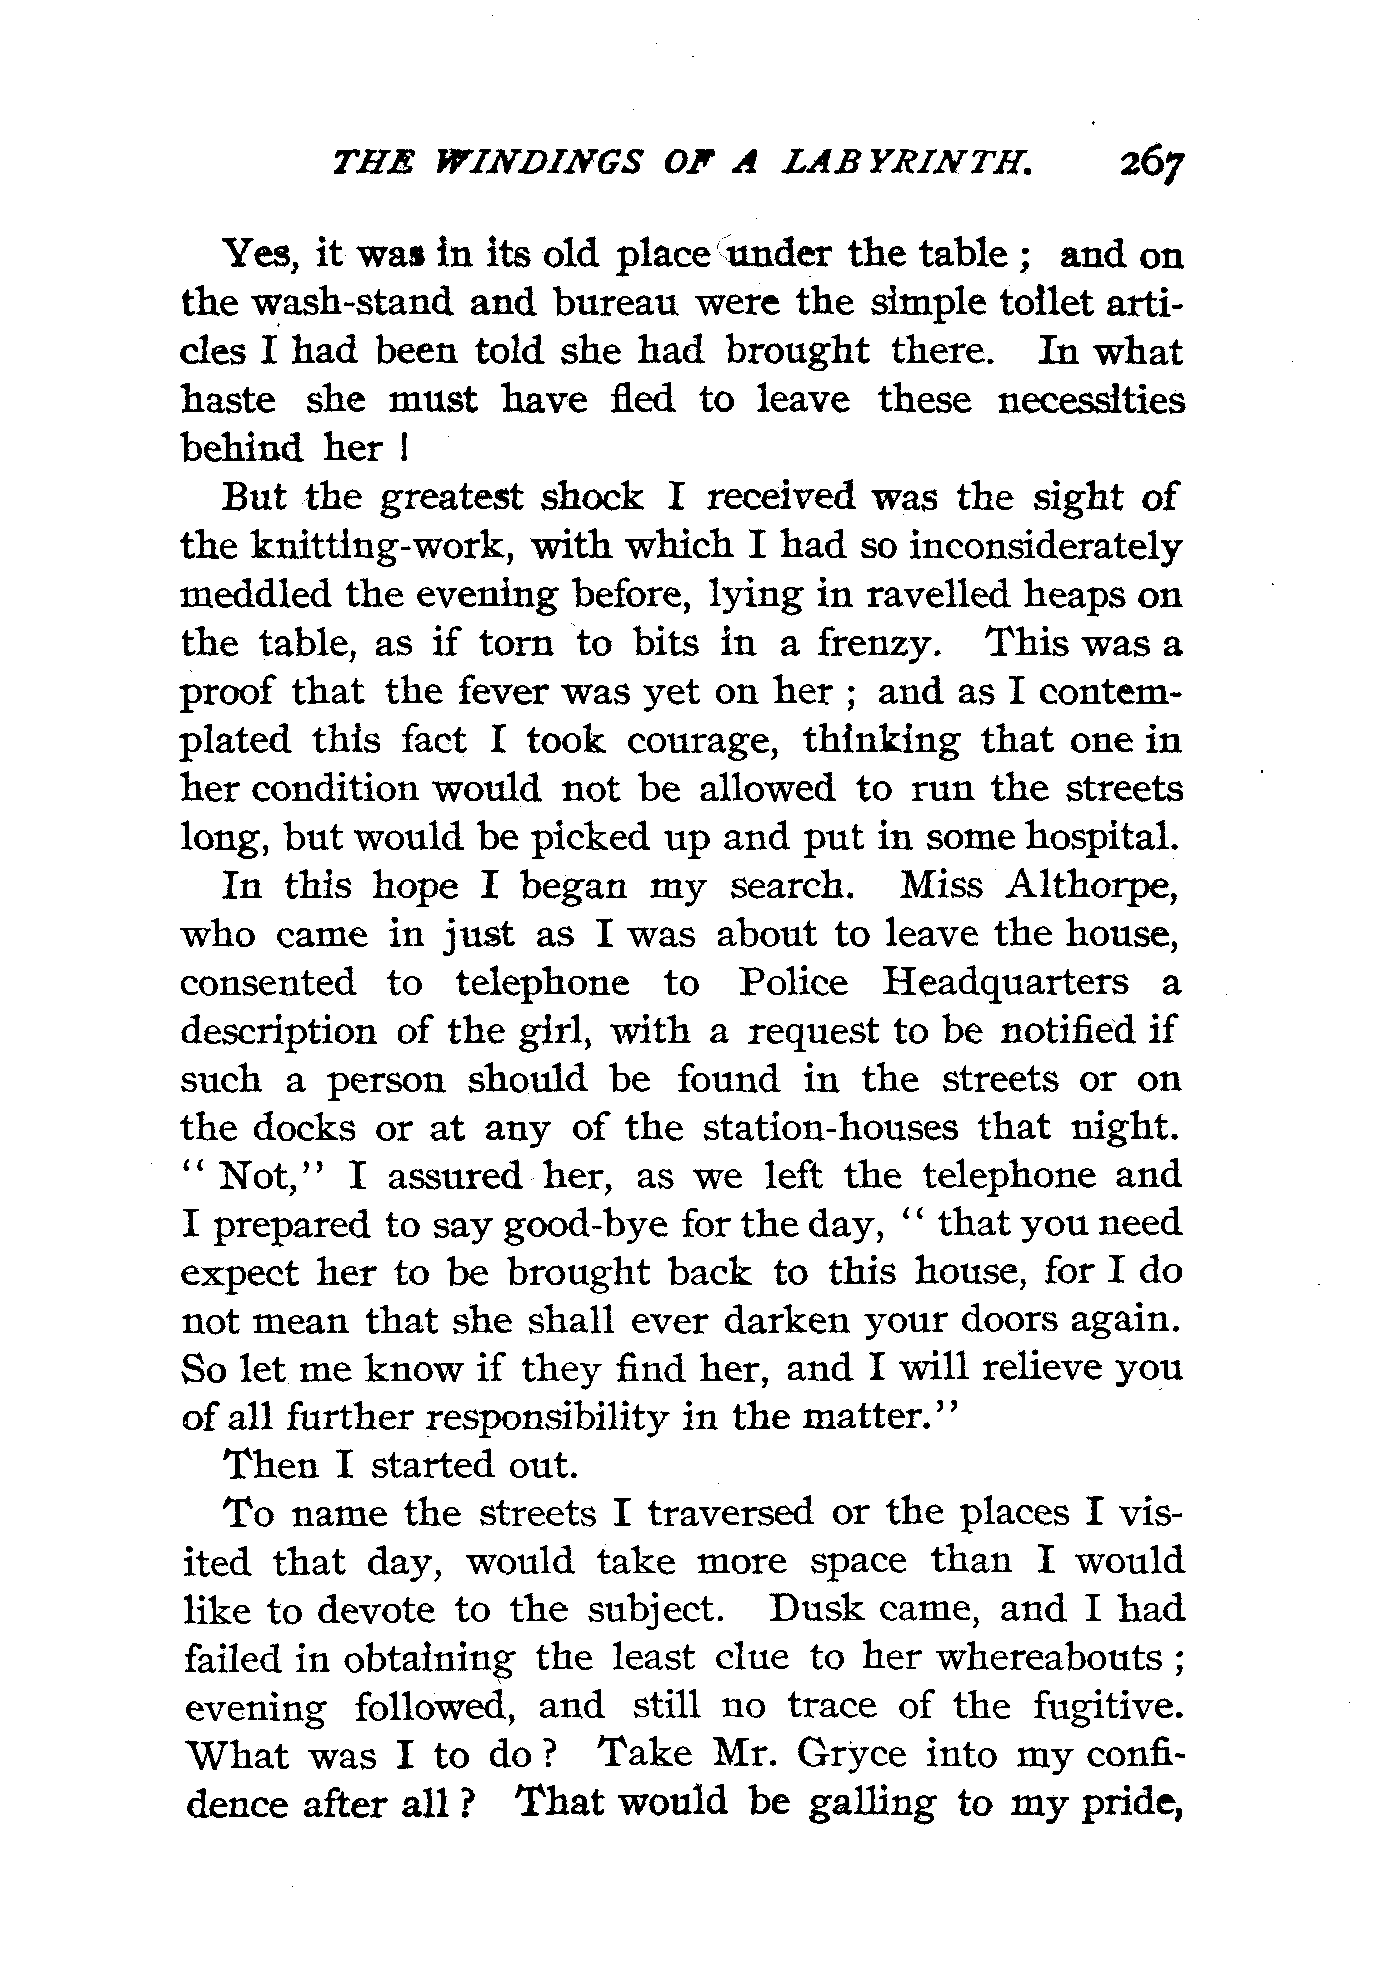 THE WINDINGS OF A LABYRINTH. 267
Yes, it was in its old place under the table ; and on
the wash-stand and bureau were the simple toilet arti-
cles I had been told she had brought there. In what
haste she must have fled to leave these necessities
behind her !
But the greatest shock I received was the sight of
the knitting-work, with which I had so inconsiderately
meddled the evening before, lying in ravelled heaps on
the table, as if torn to bits in a frenzy. This was a
proof that the fever was yet on her ; and as I contem-
plated this fact I took courage, thinking that one in
her condition would not be allowed to run the streets
long, but would be picked up and put in some hospital.
In this hope I began my search. Miss Althorpe,
who came in just as I was about to leave the house,
consented to telephone to Police Headquarters a
description of the girl, with a request to be notified if
such a person should be found in the streets or on
the docks or at any of the station-houses that night.
“ Not,” I assured her, as we left the telephone and
I prepared to say good-bye for the day, “ that you need
expect her to be brought back to this house, for I do
not mean that she shall ever darken your doors again.
So let me know if they find her, and I will relieve you
of all further responsibility in the matter.”
Then I started out.
To name the streets I traversed or the places I vis-
ited that day, would take more space than I would
like to devote to the subject. Dusk came, and I had
failed in obtaining the least clue to her whereabouts ;
evening followed, and still no trace of the fugitive.
What was I to do ? Take Mr. Gryce into my confi-
dence after all ? That would be galling to my pride,